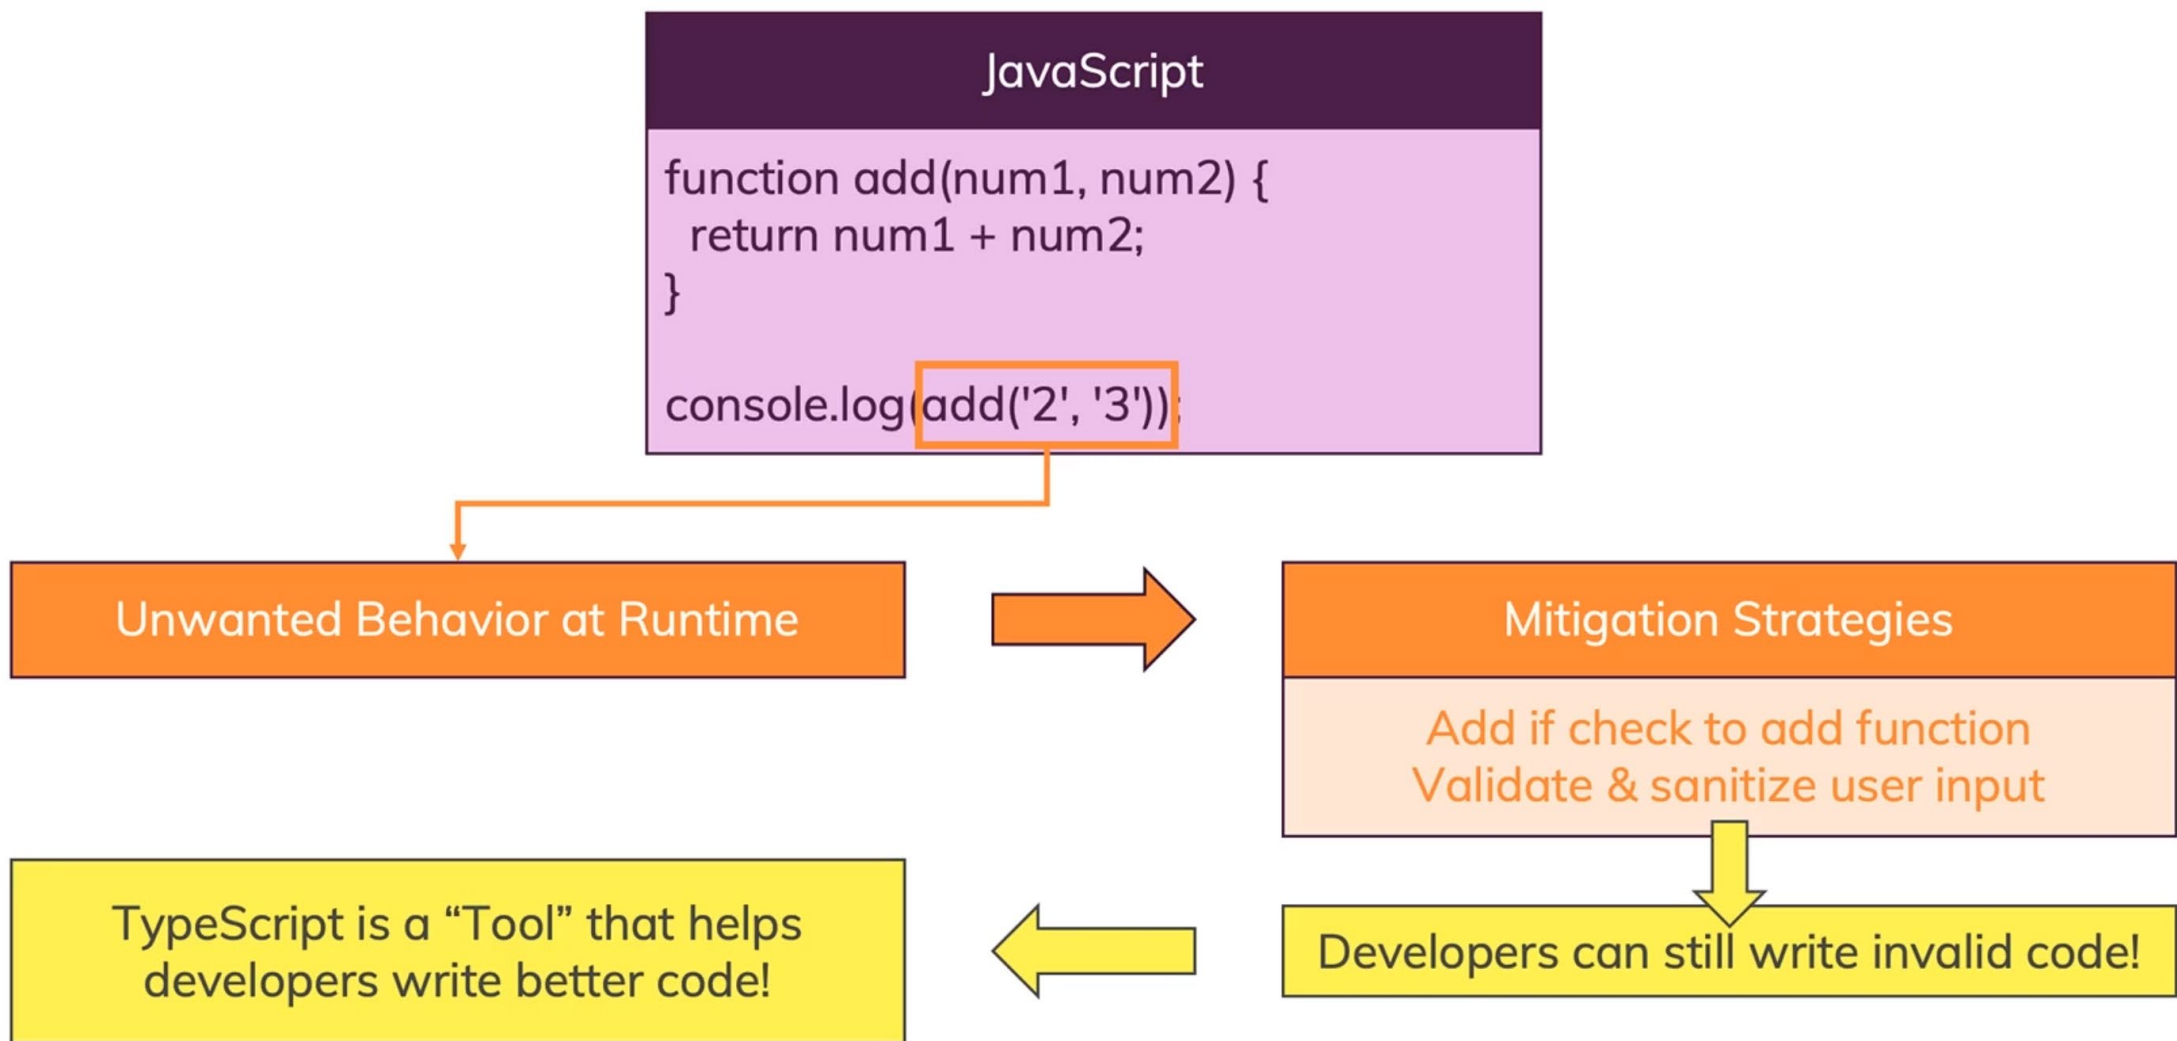 JavaScript
function add(num1, num2) {
  return num1 + num2;
}
console.log(add('2', '3'));
Unwanted Behavior at Runtime
Mitigation Strategies
Add if check to add function
Validate & sanitize user input
TypeScript is a “Tool” that helps
developers write better code!
Developers can still write invalid code!